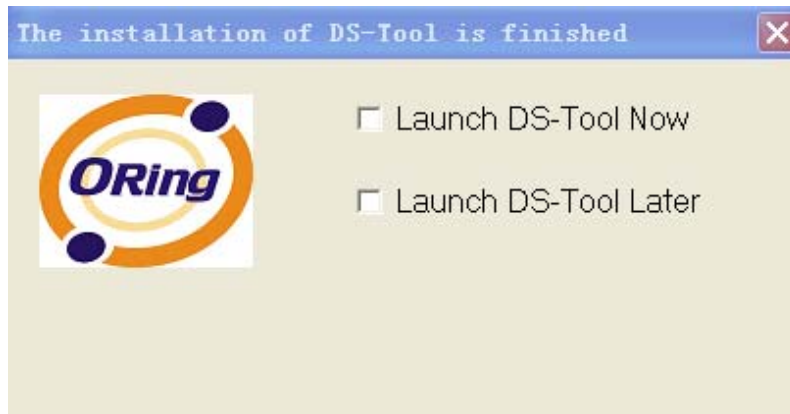 The installation of DS-Tool is finished
ORing
Launch DS-Tool Now
Launch DS-Tool Later